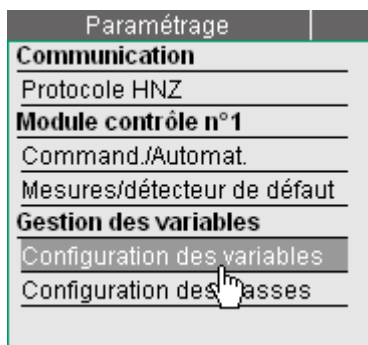 Paramétrage
Communication
Protocole HNZ
Module contrôle n°1
Command./Automat.
Mesures/détecteur de défaut
Gestion des variables
Configuration des variables
Configuration des